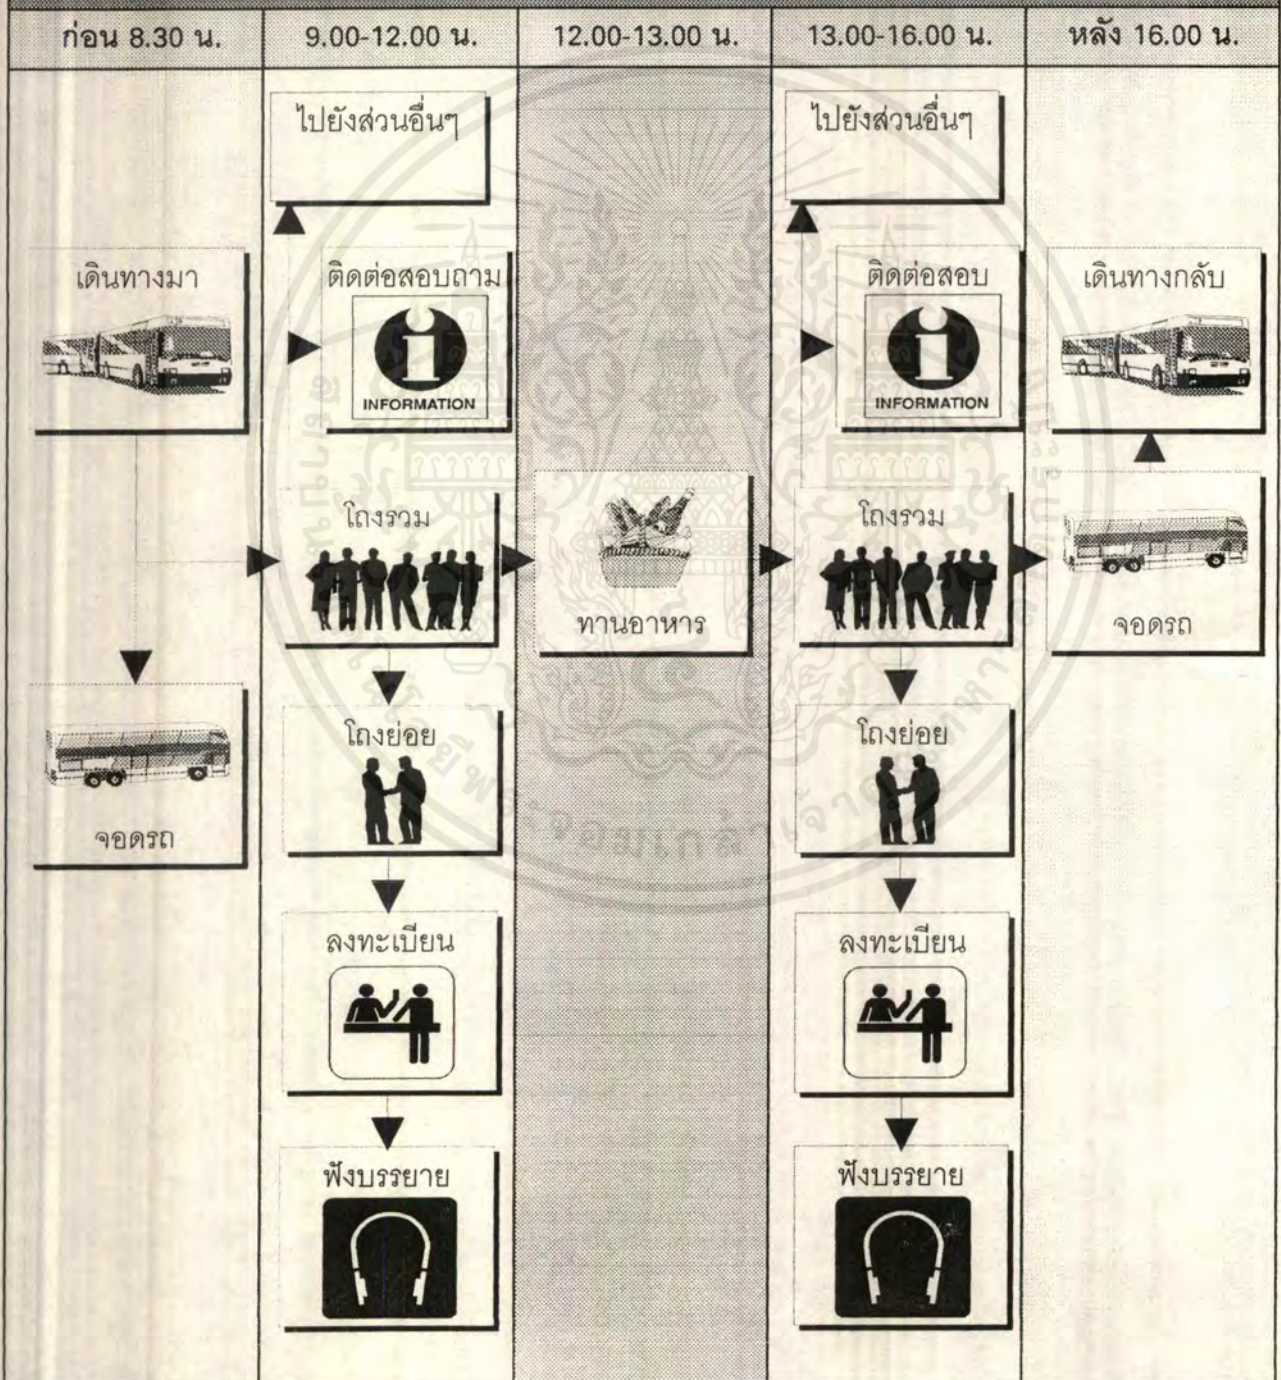 ก่อน 8.30 น.
9.00-12.00 น.
12.00-13.00 น.
13.00-16.00 น.
หลัง 16.00 น.
ไปยังส่วนอื่นๆ
ไปยังส่วนอื่นๆ
เดินทางมา
ติดต่อสอบถาม
INFORMATION
ติดต่อสอบ
INFORMATION
เดินทางกลับ
โถงรวม
ทานอาหาร
โถงรวม
จอดรถ
จอดรถ
โถงย่อย
โถงย่อย
ลงทะเบียน
ลงทะเบียน
ฟังบรรยาย
ฟังบรรยาย